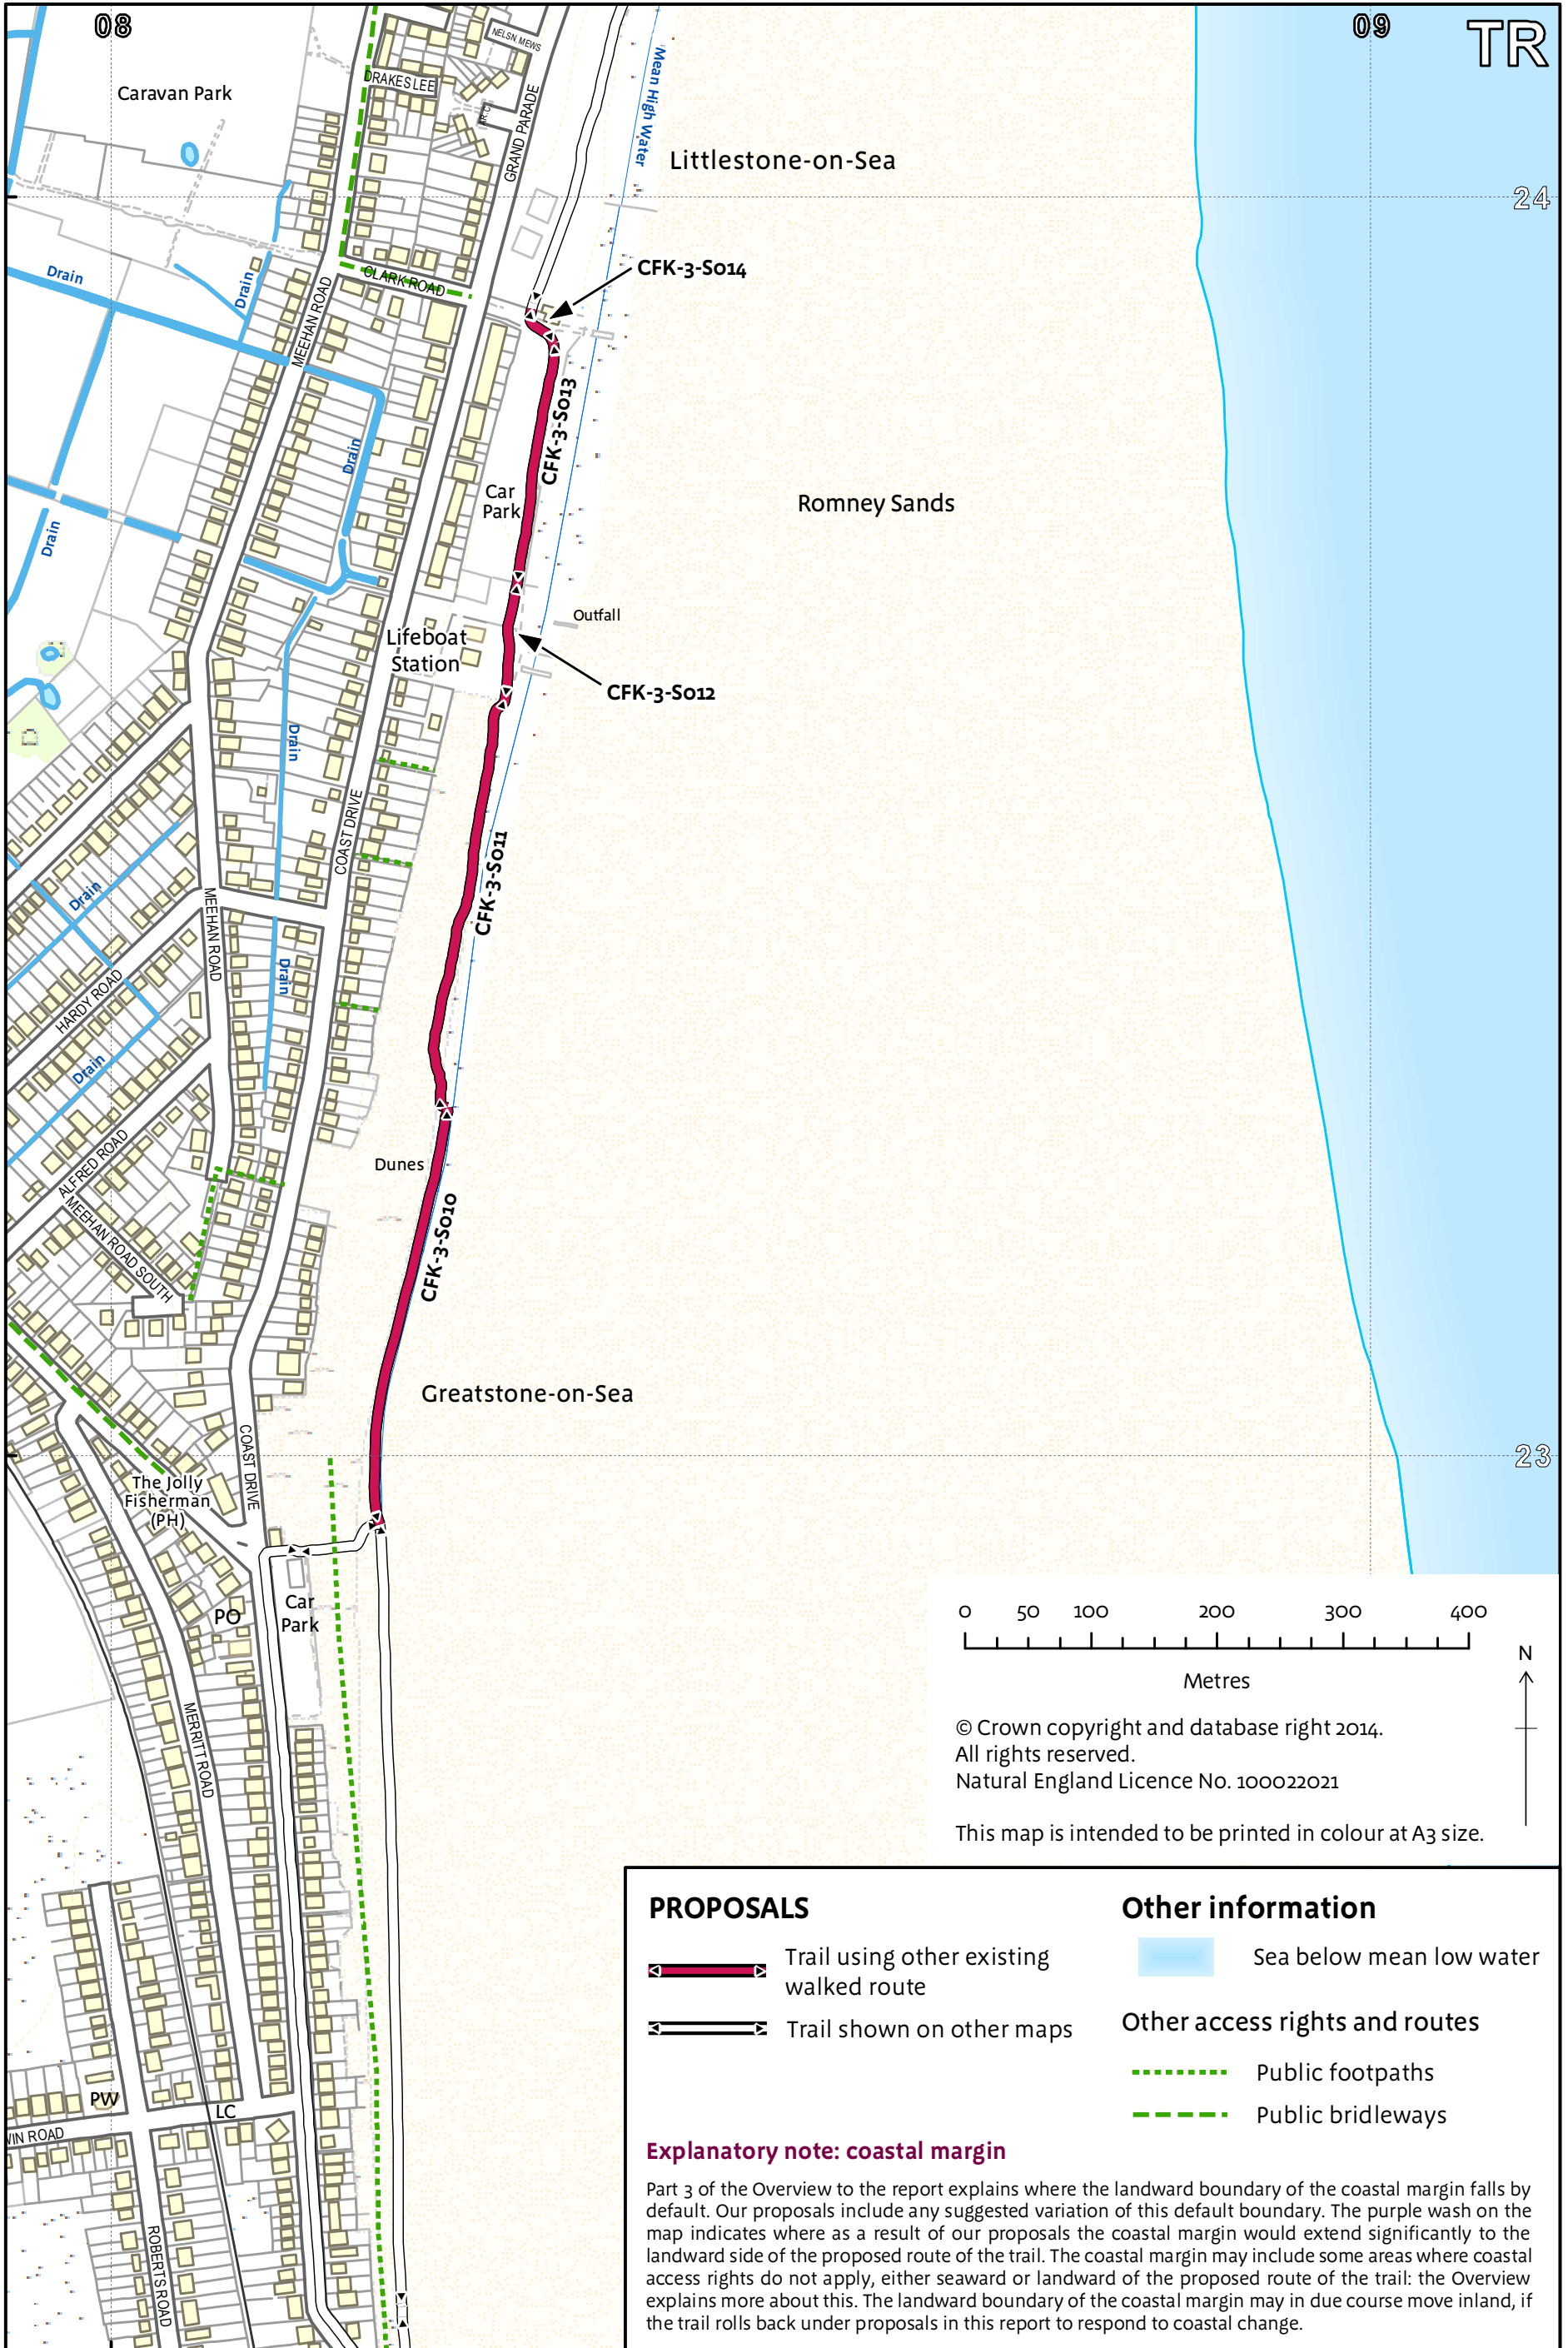 08
09
TR
NELSN MEWS
Caravan Park
DRAKES LEE
GRAND PARADE
Mean High Water
Littlestone-on-Sea
24
CFK-3-S014
CLARK ROAD
Drain
Drain
MEEHAN ROAD
CFK-3-S013
Drain
Car
Park
Romney Sands
Drain
Outfall
Lifeboat
Station
CFK-3-S012
Drain
COAST DRIVE
CFK-3-S011
Drain
MEEHAN ROAD
Drain
HARDY ROAD
Drain
ALFRED ROAD
Dunes
CFK-3-S010
MEEHAN ROAD SOUTH
Greatstone-on-Sea
COAST DRIVE
23
The Jolly
Fisherman
(PH)
PO
Car
Park
MERRITT ROAD
PW
LC
WIN ROAD
ROBERTS ROAD
0 50 100 200 300 400
Metres
N
© Crown copyright and database right 2014.
All rights reserved.
Natural England Licence No. 100022021
This map is intended to be printed in colour at A3 size.
PROPOSALS
Trail using other existing
walked route
Trail shown on other maps
Other information
Sea below mean low water
Other access rights and routes
Public footpaths
Public bridleways
Explanatory note: coastal margin
Part 3 of the Overview to the report explains where the landward boundary of the coastal margin falls by
default. Our proposals include any suggested variation of this default boundary. The purple wash on the
map indicates where as a result of our proposals the coastal margin would extend significantly to the
landward side of the proposed route of the trail. The coastal margin may include some areas where coastal
access rights do not apply, either seaward or landward of the proposed route of the trail: the Overview
explains more about this. The landward boundary of the coastal margin may in due course move inland, if
the trail rolls back under proposals in this report to respond to coastal change.